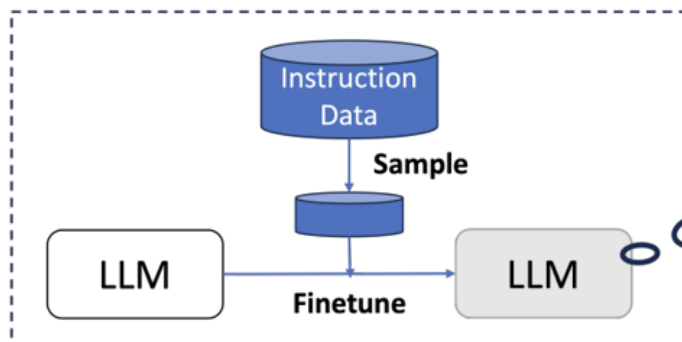 Instruction
Data
Sample
LLM
LLM
Finetune